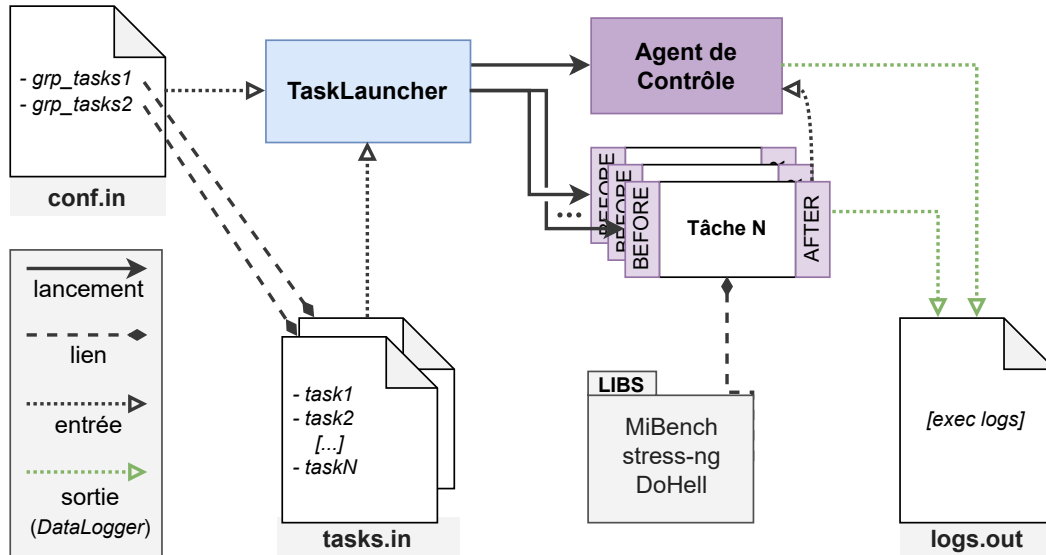 - grp_tasks1
- grp_tasks2
conf.in
TaskLauncher
Agent de
Contrôle
BEFORE
BEFORE
BEFORE
...
Tâche N
AFTER
lancement
lien
entrée
sortie
(DataLogger)
- task1
- task2
[...]
- taskN
tasks.in
LIBS
MiBench
stress-ng
DoHell
[exec logs]
logs.out